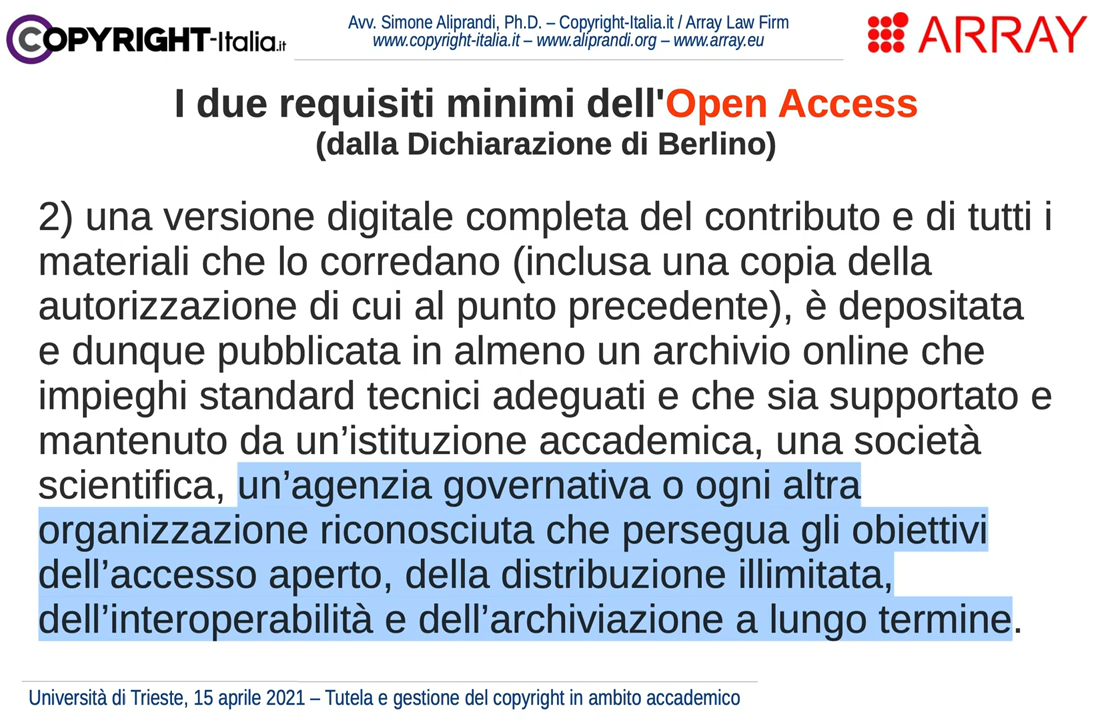 COPYRIGHT-Italia.it
Avv. Simone Aliprandi, Ph.D. – Copyright-Italia.it / Array Law Firm
www.copyright-italia.it – www.aliprandi.org – www.array.eu
ARRAY
I due requisiti minimi dell'Open Access
(dalla Dichiarazione di Berlino)
2) una versione digitale completa del contributo e di tutti i
materiali che lo corredano (inclusa una copia della
autorizzazione di cui al punto precedente), è depositata
e dunque pubblicata in almeno un archivio online che
impieghi standard tecnici adeguati e che sia supportato e
mantenuto da un’istituzione accademica, una società
scientifica, un’agenzia governativa o ogni altra
organizzazione riconosciuta che persegua gli obiettivi
dell’accesso aperto, della distribuzione illimitata,
dell’interoperabilità e dell’archiviazione a lungo termine.
Università di Trieste, 15 aprile 2021 – Tutela e gestione del copyright in ambito accademico